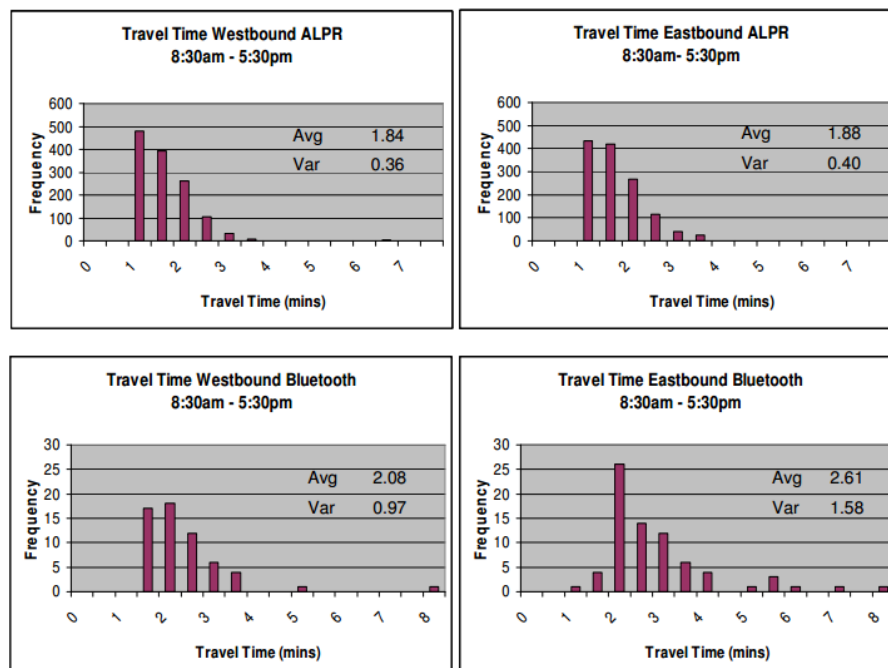 Travel Time Westbound ALPR
8:30am - 5:30pm
600
500
400
300
200
100
0
Frequency
Avg 1.84
Var 0.36
0 1 2 3 4 5 6 7
Travel Time (mins)
Travel Time Eastbound ALPR
8:30am- 5:30pm
600
500
400
300
200
100
0
Frequency
Avg 1.88
Var 0.40
0 1 2 3 4 5 6 7
Travel Time (mins)
Travel Time Westbound Bluetooth
8:30am - 5:30pm
30
25
20
15
10
5
0
Frequency
Avg 2.08
Var 0.97
0 1 2 3 4 5 6 7 8
Travel Time (mins)
Travel Time Eastbound Bluetooth
8:30am - 5:30pm
30
25
20
15
10
5
0
Frequency
Avg 2.61
Var 1.58
0 1 2 3 4 5 6 7 8
Travel Time (mins)